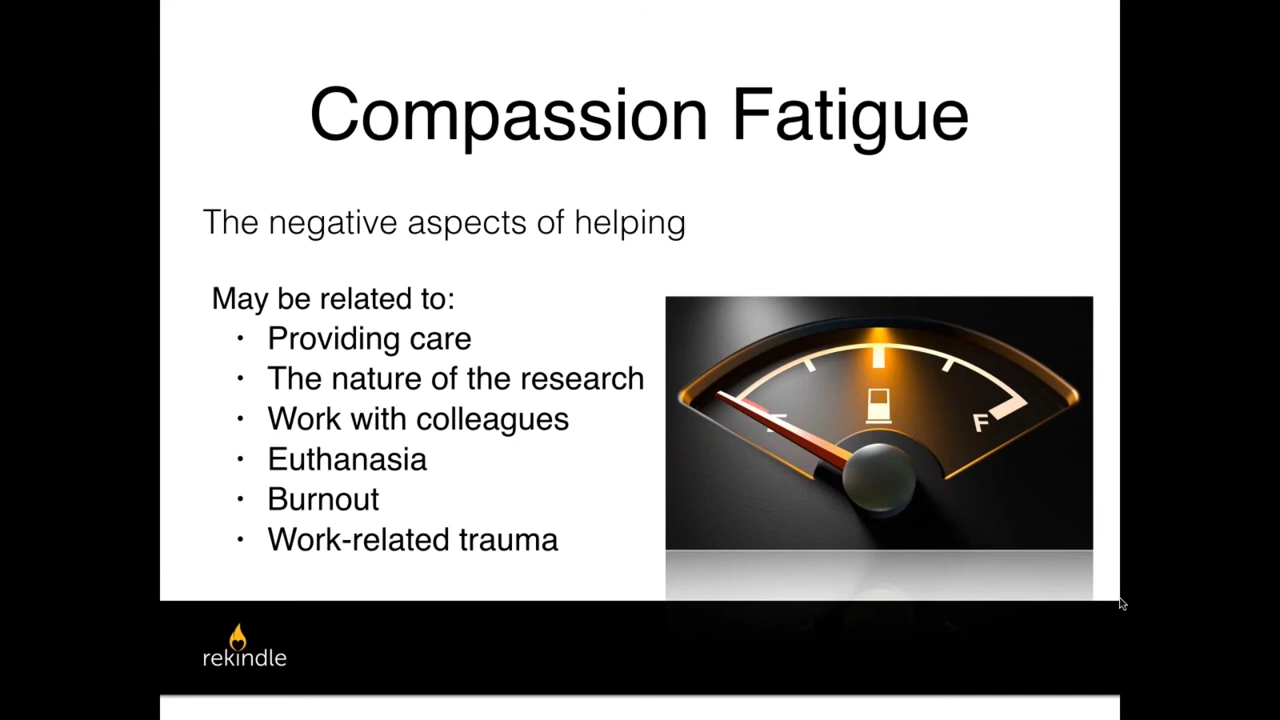 Compassion Fatigue
The negative aspects of helping
May be related to:
• Providing care
• The nature of the research
• Work with colleagues
• Euthanasia
• Burnout
• Work-related trauma
F
rekindle